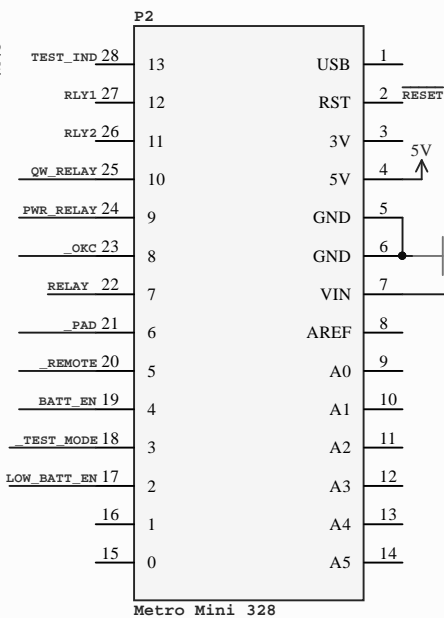 P2
TEST_IND 28 13 USB 1
RLY1 27 12 RST 2 RESET
RLY2 26 11 3V 3
QW_RELAY 25 10 5V 4 5V
PWR_RELAY 24 9 GND 5
_OKC 23 8 GND 6
RELAY 22 7 VIN 7
_PAD 21 6 AREF 8
_REMOTE 20 5 A0 9
BATT_EN 19 4 A1 10
_TEST_MODE 18 3 A2 11
LOW_BATT_EN 17 2 A3 12
16 1 A4 13
15 0 A5 14
Metro Mini 328